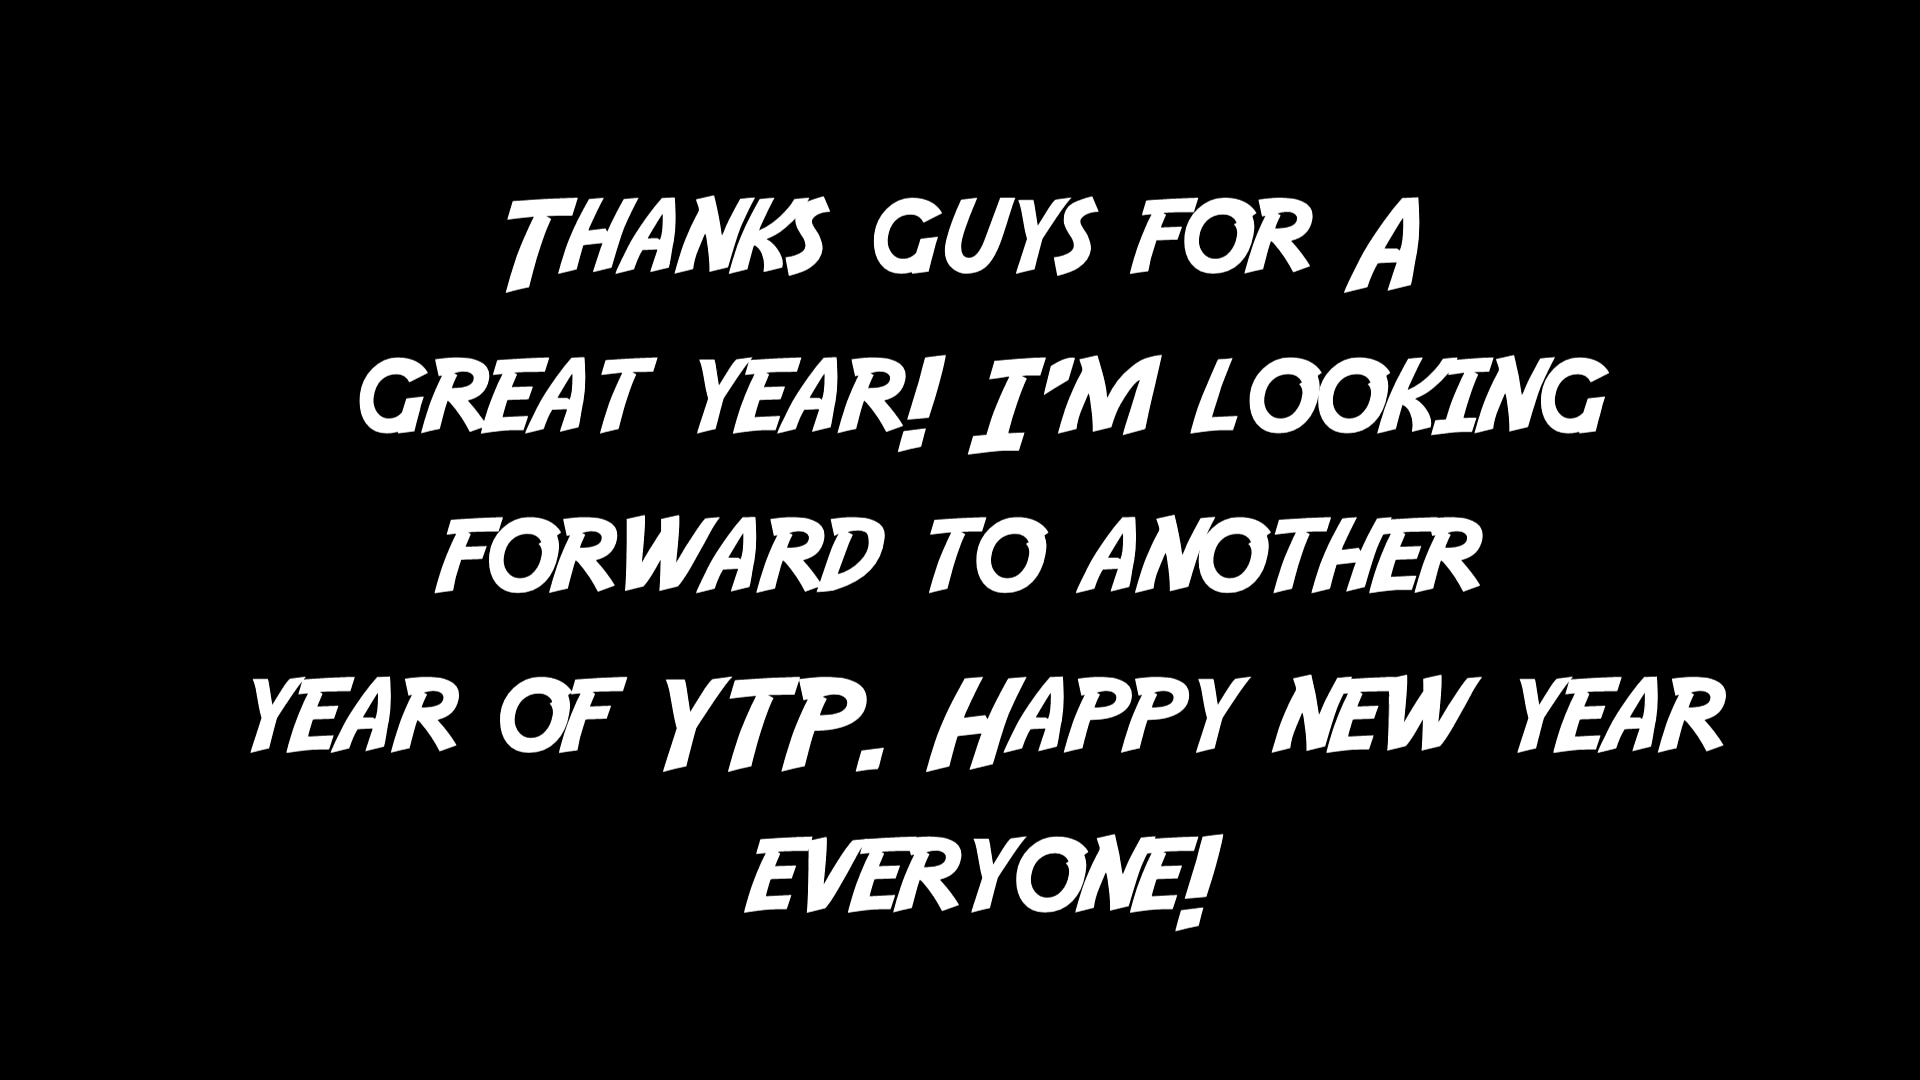 Thanks guys for A
great year! I'm looking
forward to another
year of YTP. Happy new year
everyone!